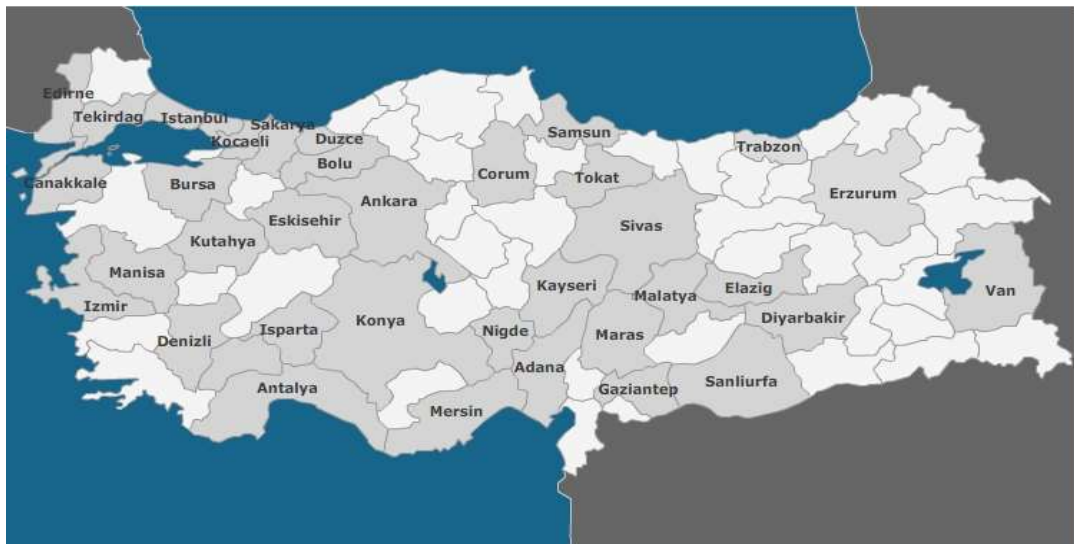 Edirne
Tekirdag
Istanbul
Sakarya
Kocaeli
Duzce
Samsun
Trabzon
Bolu
Canakkale
Bursa
Corum
Tokat
Erzurum
Ankara
Eskisehir
Sivas
Kutahya
Manisa
Kayseri
Malatya
Elazig
Van
Izmir
Isparta
Konya
Nigde
Maras
Diyarbakir
Denizli
Adana
Antalya
Gaziantep
Sanliurfa
Mersin